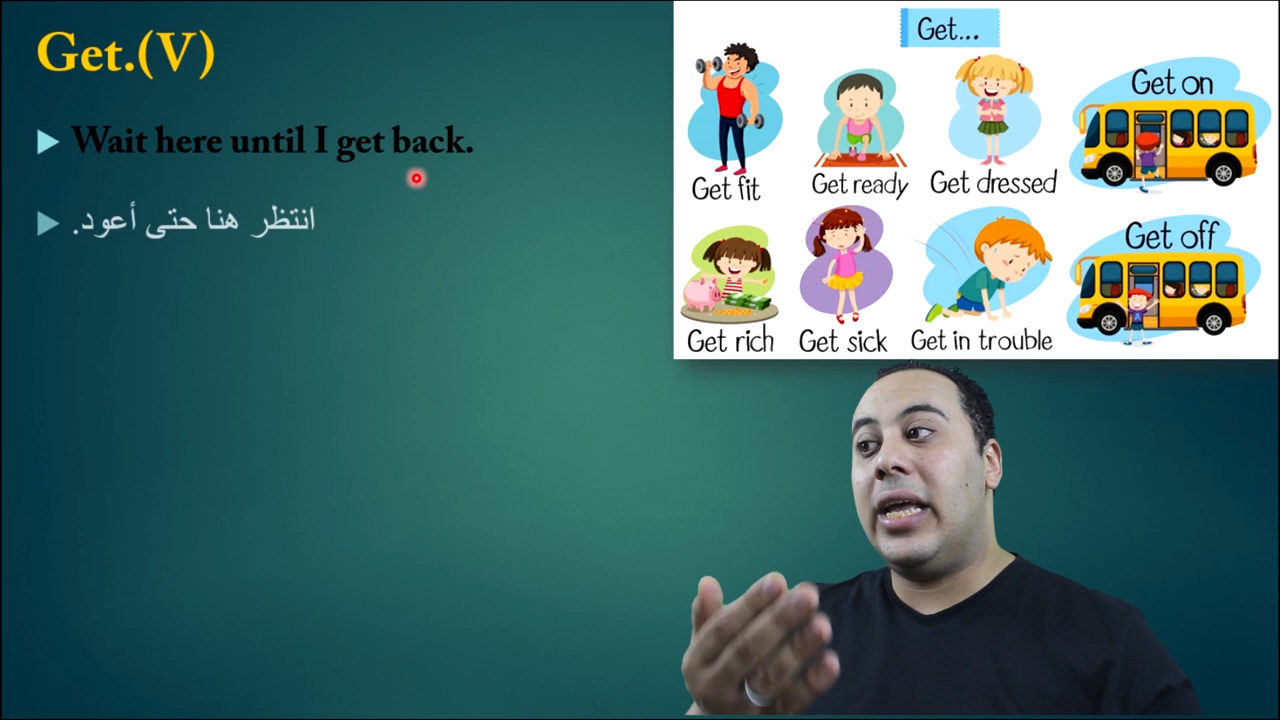 Get.(V)
Wait here until I get back.
انتظر هنا حتى أعود.
Get...
Get fit
Get ready
Get dressed
Get on
Get rich
Get sick
Get in trouble
Get off